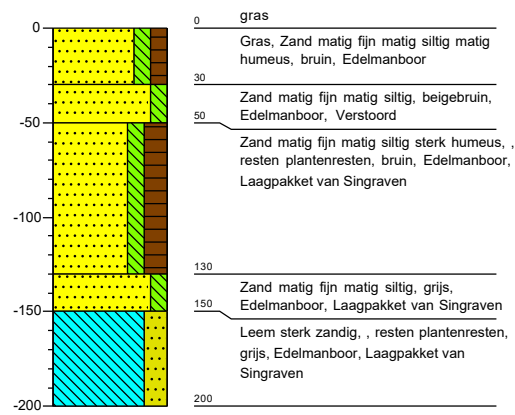 0
-50
-100
-150
-200
0 gras
Gras, Zand matig fijn matig siltig matig
humeus, bruin, Edelmanboor
30
Zand matig fijn matig siltig, beigebruin,
Edelmanboor, Verstoord
50
Zand matig fijn matig siltig sterk humeus, ,
resten plantenresten, bruin, Edelmanboor,
Laagpakket van Singraven
130
Zand matig fijn matig siltig, grijs,
Edelmanboor, Laagpakket van Singraven
150
Leem sterk zandig, , resten plantenresten,
grijs, Edelmanboor, Laagpakket van
Singraven
200